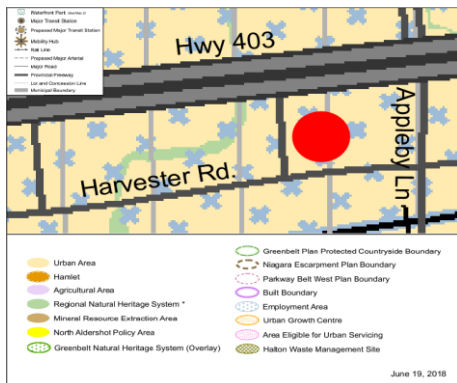 Waterfront Park
Major Transit Station
Proposed Major Transit Station
Mobility Hub
Rail Line
Proposed Major Arterial
Major Road
Provincial Freeway
Lot and Concession Line
Municipal Boundary
Hwy 403
Appleby Ln
Harvester Rd.
Urban Area
Hamlet
Agricultural Area
Regional Natural Heritage System *
Mineral Resource Extraction Area
North Aldershot Policy Area
Greenbelt Natural Heritage System (Overlay)
Greenbelt Plan Protected Countryside Boundary
Niagara Escarpment Plan Boundary
Parkway Belt West Plan Boundary
Built Boundary
Employment Area
Urban Growth Centre
Area Eligible for Urban Servicing
Halton Waste Management Site
June 19, 2018